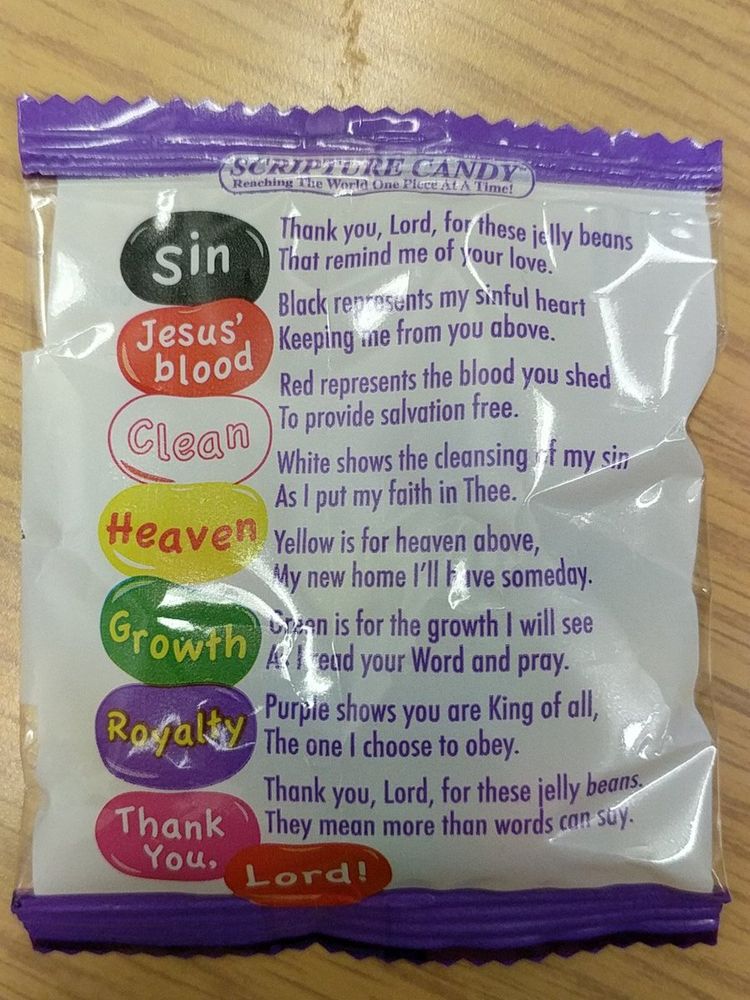 SCRIPTURE CANDY
Reaching The World One Piece At A Time!
Sin
Thank you, Lord, for these jelly beans
That remind me of your love.
Jesus'
blood
Black represents my sinful heart
Keeping me from you above.
Clean
Red represents the blood you shed
To provide salvation free.
White shows the cleansing of my sin
As I put my faith in Thee.
Heaven
Yellow is for heaven above,
My new home I'll have someday.
Growth
Green is for the growth I will see
As I read your Word and pray.
Royalty
Purple shows you are King of all,
The one I choose to obey.
Thank
You,
Lord!
Thank you, Lord, for these jelly beans.
They mean more than words can say.